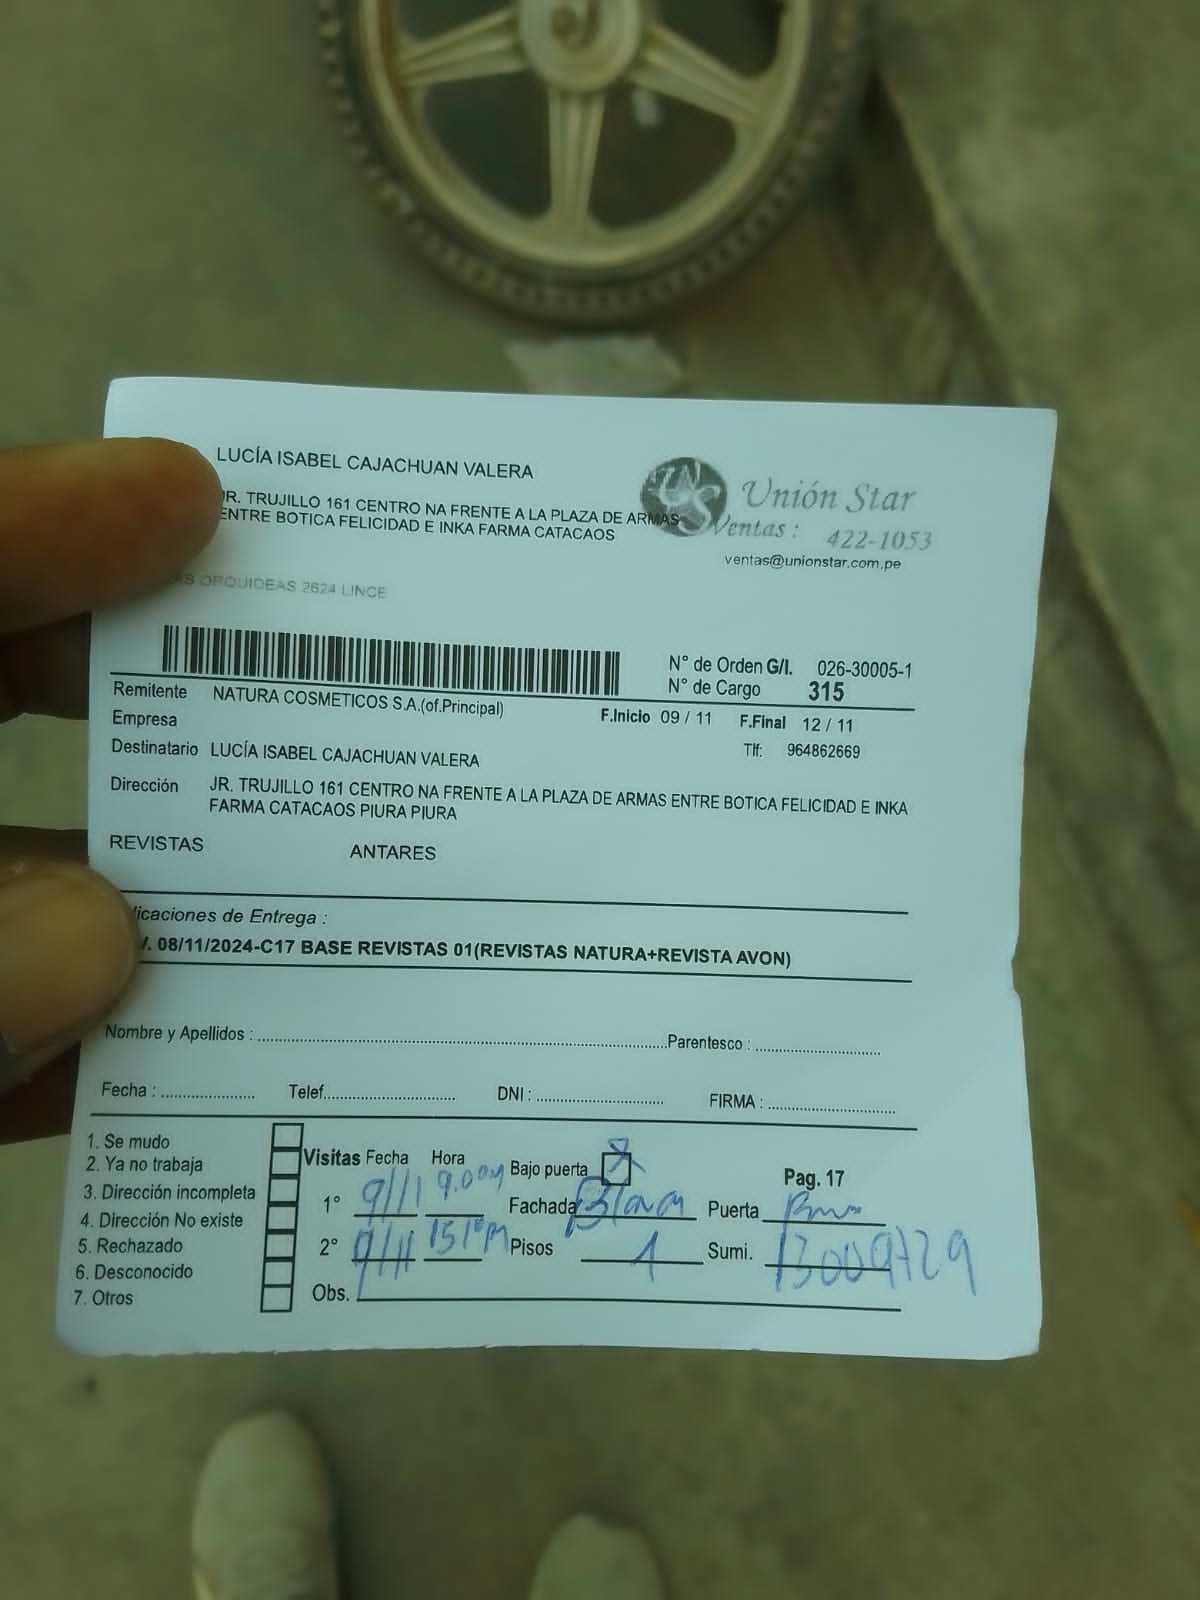 LUCÍA ISABEL CAJACHUAN VALERA
JR. TRUJILLO 161 CENTRO NA FRENTE A LA PLAZA DE ARMAS
ENTRE BOTICA FELICIDAD E INKA FARMA CATACAOS
US
Unión Star
Ventas : 422-1053
ventas@unionstar.com.pe
ORQUIDEAS 2624 LINCE
N° de Orden G/I. 026-30005-1
N° de Cargo 315
Remitente NATURA COSMETICOS S.A.(of.Principal)
F.Inicio 09 / 11 F.Final 12 / 11
Empresa
Tlf: 964862669
Destinatario LUCÍA ISABEL CAJACHUAN VALERA
Dirección JR. TRUJILLO 161 CENTRO NA FRENTE A LA PLAZA DE ARMAS ENTRE BOTICA FELICIDAD E INKA
FARMA CATACAOS PIURA PIURA
REVISTAS ANTARES
de Entrega :
08/11/2024-C17 BASE REVISTAS 01(REVISTAS NATURA+REVISTA AVON)
Nombre y Apellidos : Parentesco :
Fecha : Telef. DNI : FIRMA :
1. Se mudo
2. Ya no trabaja
3. Dirección incompleta
4. Dirección No existe
5. Rechazado
6. Desconocido
7. Otros
Visitas Fecha Hora Bajo puerta X Pag. 17
1° 9/11 9:00 Fachada Blanca Puerta
2° 9/11 Pisos 1 Sumi. 13009729
Obs.